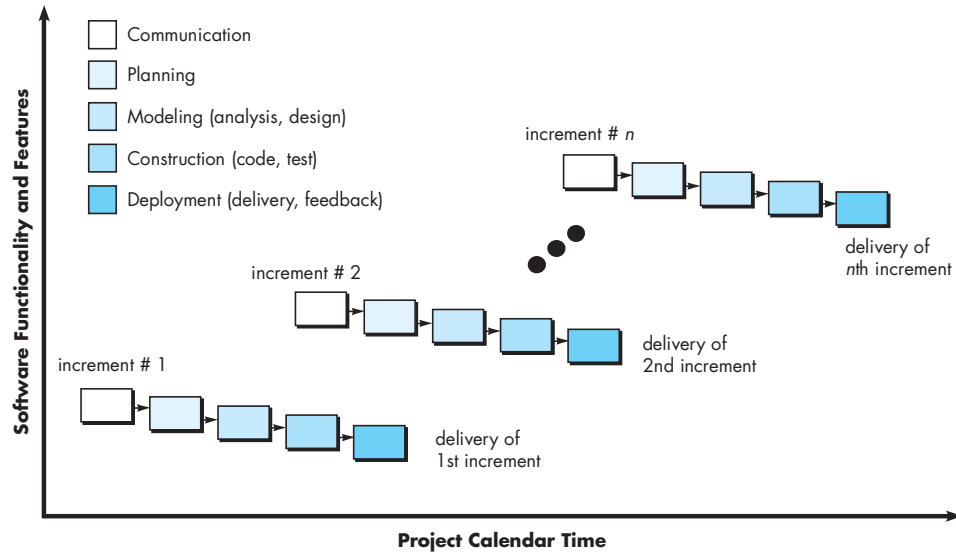 Software Functionality and Features
Communication
Planning
Modeling (analysis, design)
Construction (code, test)
Deployment (delivery, feedback)
increment # n
delivery of
nth increment
increment # 2
delivery of
2nd increment
increment # 1
delivery of
1st increment
Project Calendar Time